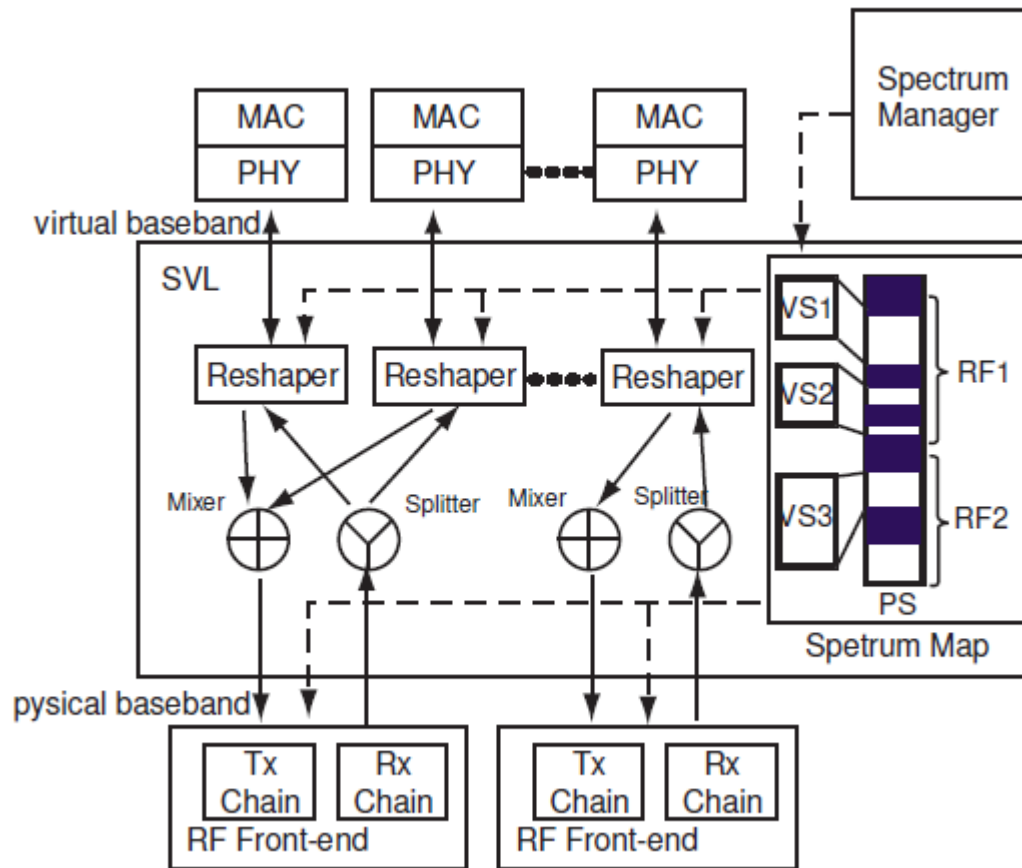 Spectrum
Manager
MAC
MAC
MAC
PHY
PHY
PHY
virtual baseband
SVL
VS1
Reshaper
Reshaper
Reshaper
RF1
VS2
Mixer
Splitter
Mixer
Splitter
VS3
RF2
PS
Spetrum Map
pysical baseband
Tx
Chain
Rx
Chain
RF Front-end
Tx
Chain
Rx
Chain
RF Front-end